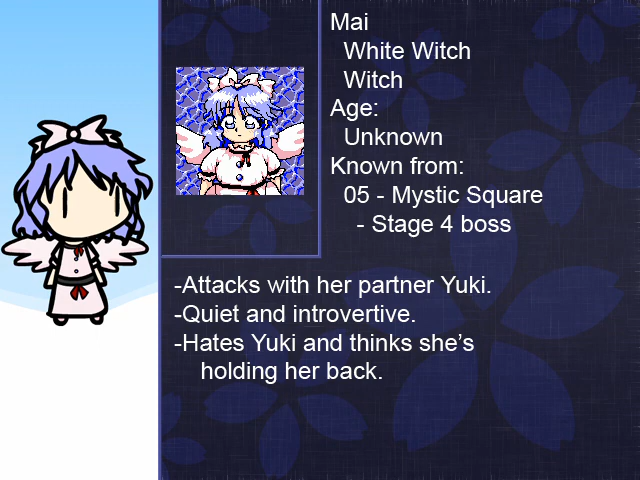 Mai
White Witch
Witch
Age:
Unknown
Known from:
05 - Mystic Square
- Stage 4 boss
-Attacks with her partner Yuki.
-Quiet and introvertive.
-Hates Yuki and thinks she’s
holding her back.